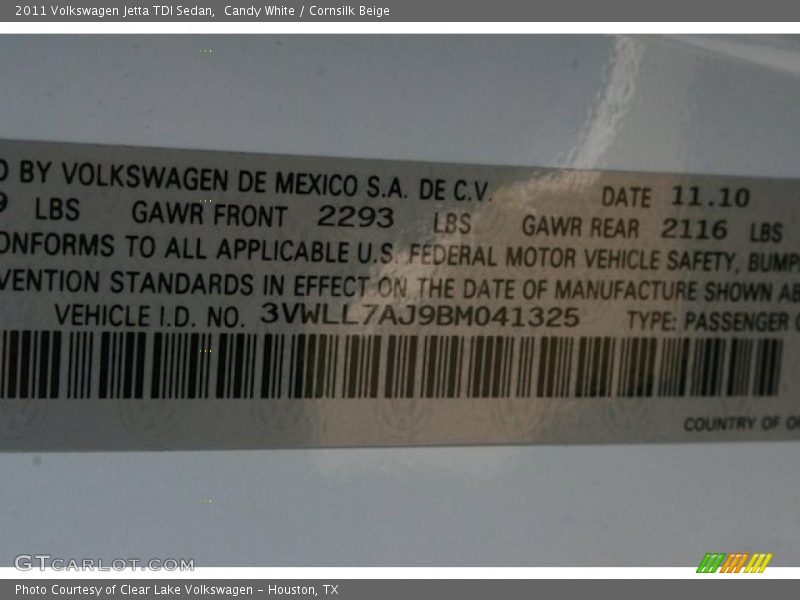 2011 Volkswagen Jetta TDI Sedan, Candy White / Cornsilk Beige
BY VOLKSWAGEN DE MEXICO S.A. DE C.V. DATE 11.10
9 LBS GAWR FRONT 2293 LBS GAWR REAR 2116 LBS
ONFORMS TO ALL APPLICABLE U.S. FEDERAL MOTOR VEHICLE SAFETY, BUMP
VENTION STANDARDS IN EFFECT ON THE DATE OF MANUFACTURE SHOWN AB
VEHICLE I.D. NO. 3VWLL7AJ9BM041325 TYPE: PASSENGER
COUNTRY OF
GTCARLOT.COM
Photo Courtesy of Clear Lake Volkswagen – Houston, TX